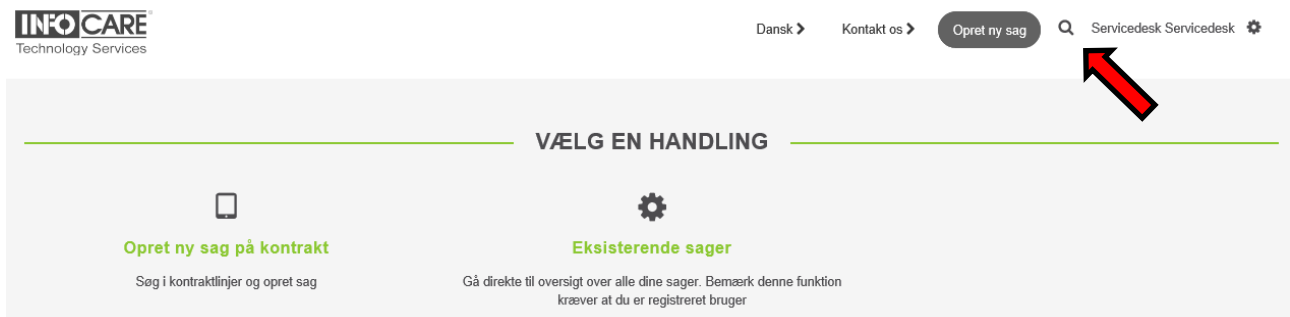 INFOCARE
Technology Services
Dansk
Kontakt os
Opret ny sag
Servicedesk Servicedesk
VÆLG EN HANDLING
Opret ny sag på kontrakt
Søg i kontraktlinjer og opret sag
Eksisterende sager
Gå direkte til oversigt over alle dine sager. Bemærk denne funktion
kræver at du er registreret bruger